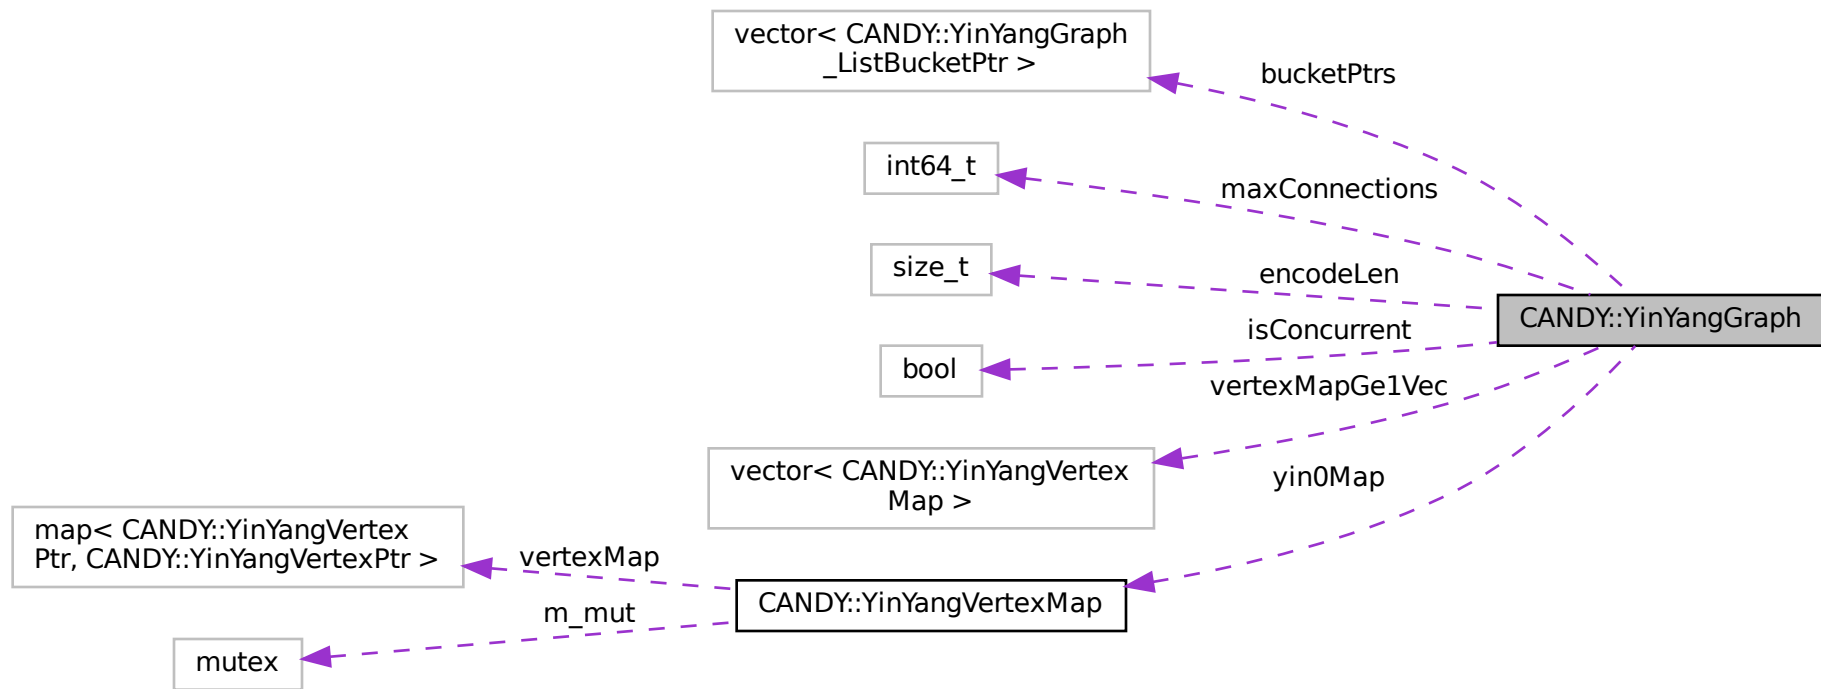 vector< CANDY::YinYangGraph
_ListBucketPtr >
bucketPtrs
int64_t
maxConnections
size_t
encodeLen
CANDY::YinYangGraph
isConcurrent
bool
vertexMapGe1Vec
vector< CANDY::YinYangVertex
Map >
yin0Map
map< CANDY::YinYangVertex
Ptr, CANDY::YinYangVertexPtr >
vertexMap
CANDY::YinYangVertexMap
m_mut
mutex